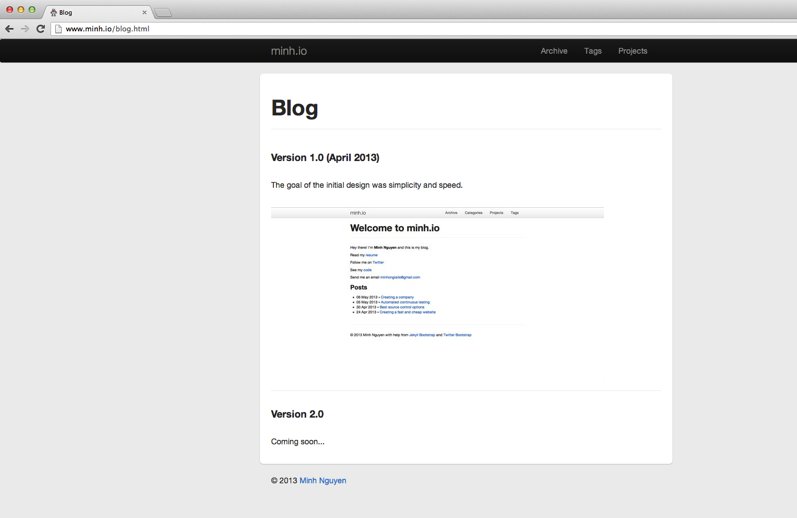 Blog
www.minh.io/blog.html
minh.io Archive Tags Projects
Blog
Version 1.0 (April 2013)
The goal of the initial design was simplicity and speed.
minh.io Archive Categories Projects Tags
Welcome to minh.io
Hey there! I'm Minh Nguyen and this is my blog.
Read my resume
Follow me on Twitter
See my code
Send me an email
Posts
06 May 2013 » Creating a company
05 May 2013 » Automated continuous testing
30 Apr 2013 » Best source control options
24 Apr 2013 » Creating a fast and cheap website
© 2013 Minh Nguyen with help from Jekyll Bootstrap and Twitter Bootstrap
Version 2.0
Coming soon...
© 2013 Minh Nguyen